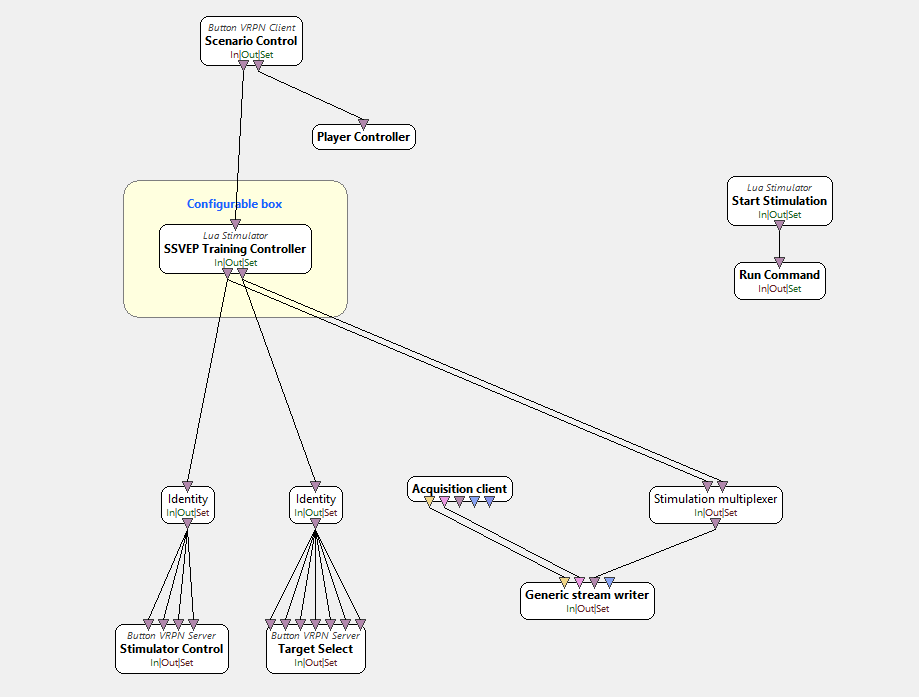 Button VRPN Client
Scenario Control
In|Out|Set
Player Controller
Configurable box
Lua Stimulator
SSVEP Training Controller
In|Out|Set
Lua Stimulator
Start Stimulation
In|Out|Set
Run Command
In|Out|Set
Identity
In|Out|Set
Identity
In|Out|Set
Acquisition client
Stimulation multiplexer
In|Out|Set
Generic stream writer
In|Out|Set
Button VRPN Server
Stimulator Control
In|Out|Set
Button VRPN Server
Target Select
In|Out|Set